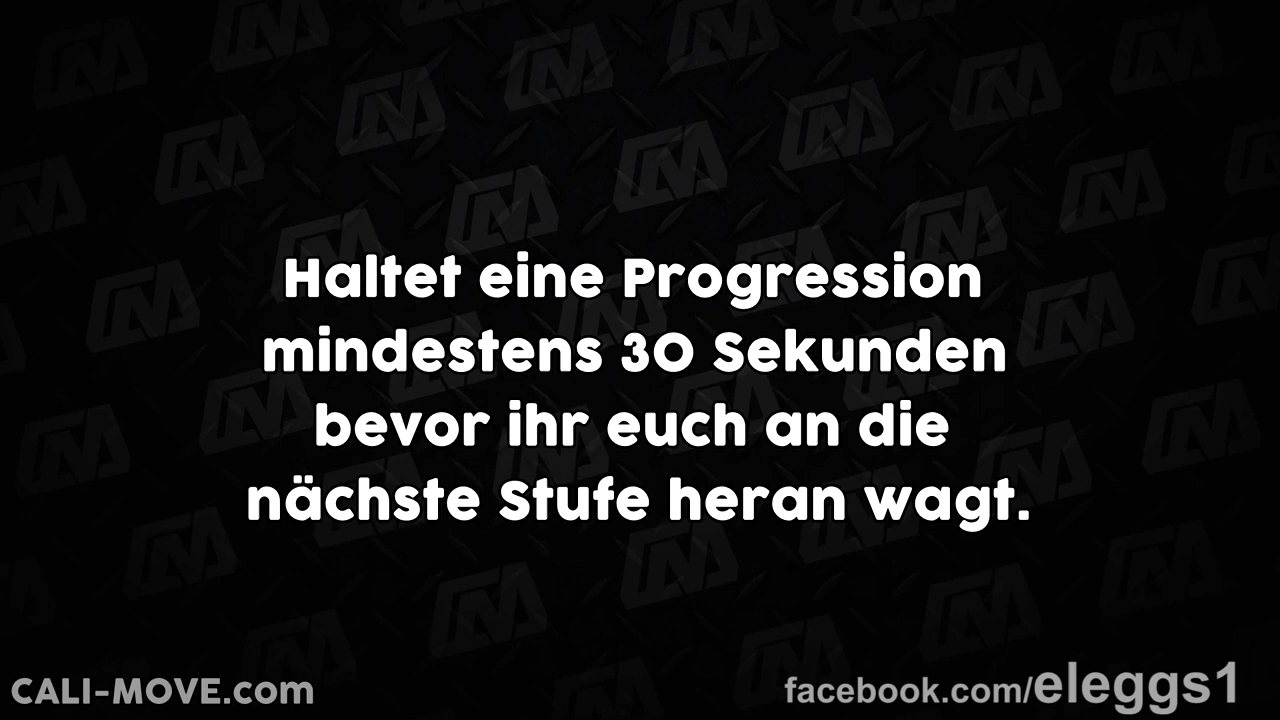 Haltet eine Progression
mindestens 30 Sekunden
bevor ihr euch an die
nächste Stufe heran wagt.
CALI-MOVE.com
facebook.com/eleggs1